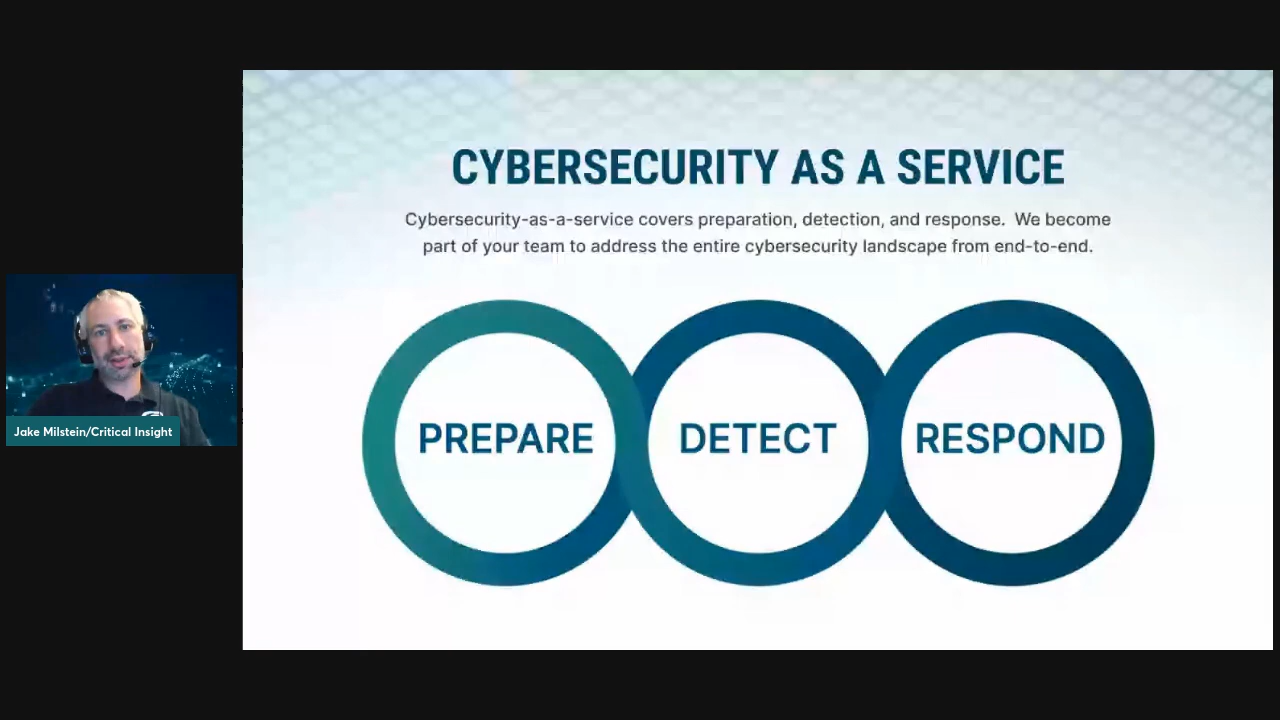 CYBERSECURITY AS A SERVICE
Cybersecurity-as-a-service covers preparation, detection, and response.  We become
part of your team to address the entire cybersecurity landscape from end-to-end.
PREPARE
DETECT
RESPOND
Jake Milstein/Critical Insight